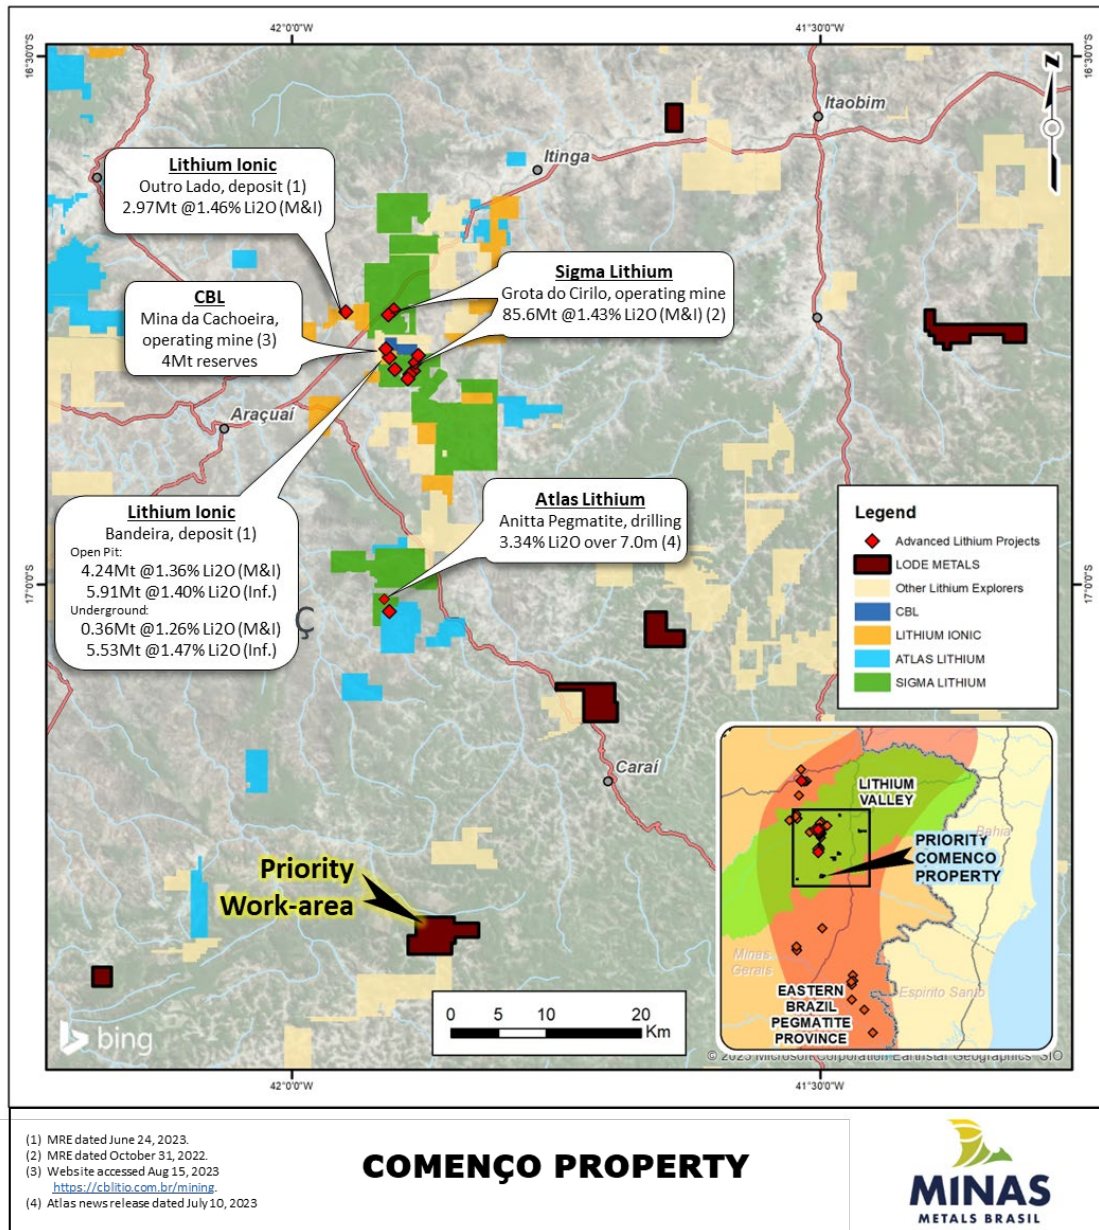 42°0'0"W
41°30'0"W
16°30'0"S
16°30'0"S
Z
Itaobim
Itinga
Lithium Ionic
Outro Lado, deposit (1)
2.97Mt @1.46% Li2O (M&I)
Sigma Lithium
Grota do Cirilo, operating mine
85.6Mt @1.43% Li2O (M&I) (2)
CBL
Mina da Cachoeira,
operating mine (3)
4Mt reserves
Araçuaí
Lithium Ionic
Bandeira, deposit (1)
Open Pit:
4.24Mt @1.36% Li2O (M&I)
5.91Mt @1.40% Li2O (Inf.)
Underground:
0.36Mt @1.26% Li2O (M&I)
5.53Mt @1.47% Li2O (Inf.)
Ç
Atlas Lithium
Anitta Pegmatite, drilling
3.34% Li2O over 7.0m (4)
Legend
Advanced Lithium Projects
LODE METALS
Other Lithium Explorers
CBL
LITHIUM IONIC
ATLAS LITHIUM
SIGMA LITHIUM
17°0'0"S
17°0'0"S
Caraí
Priority
Work-area
LITHIUM
VALLEY
Bahia
PRIORITY
COMENCO
PROPERTY
Minas
Gerais
Espirito Santo
EASTERN
BRAZIL
PEGMATITE
PROVINCE
0 5 10 20
Km
bing
© 2023 Microsoft Corporation Earthstar Geographics SIO
42°0'0"W
41°30'0"W
(1) MRE dated June 24, 2023.
(2) MRE dated October 31, 2022.
(3) Website accessed Aug 15, 2023
https://cblitio.com.br/mining.
(4) Atlas news release dated July 10, 2023
COMENÇO PROPERTY
MINAS
METALS BRASIL